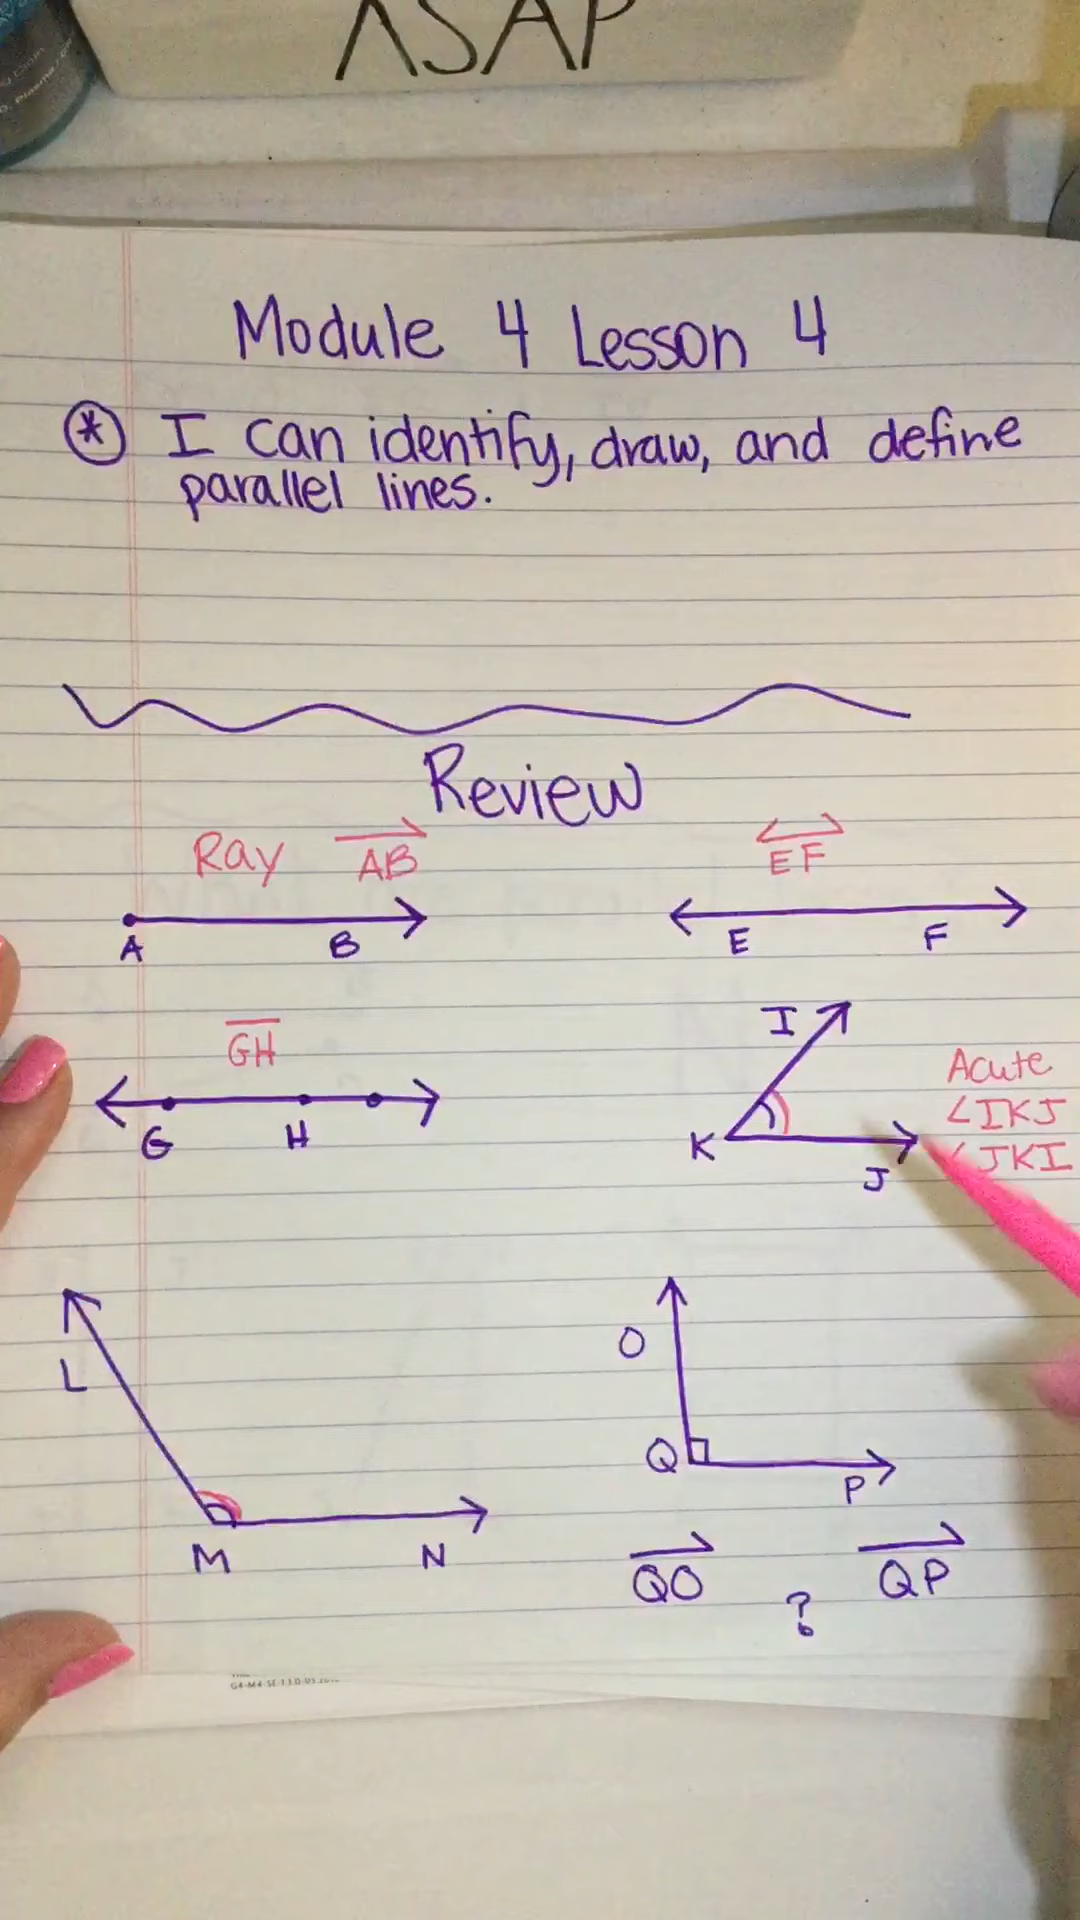 ASAP
Module 4 Lesson 4
* I can identify, draw, and define
parallel lines.
Review
Ray AB
EF
A B
E F
GH
I
Acute
∠IKJ
∠JKI
G H
K
J
O
L
Q
P
M N
QO ? QP